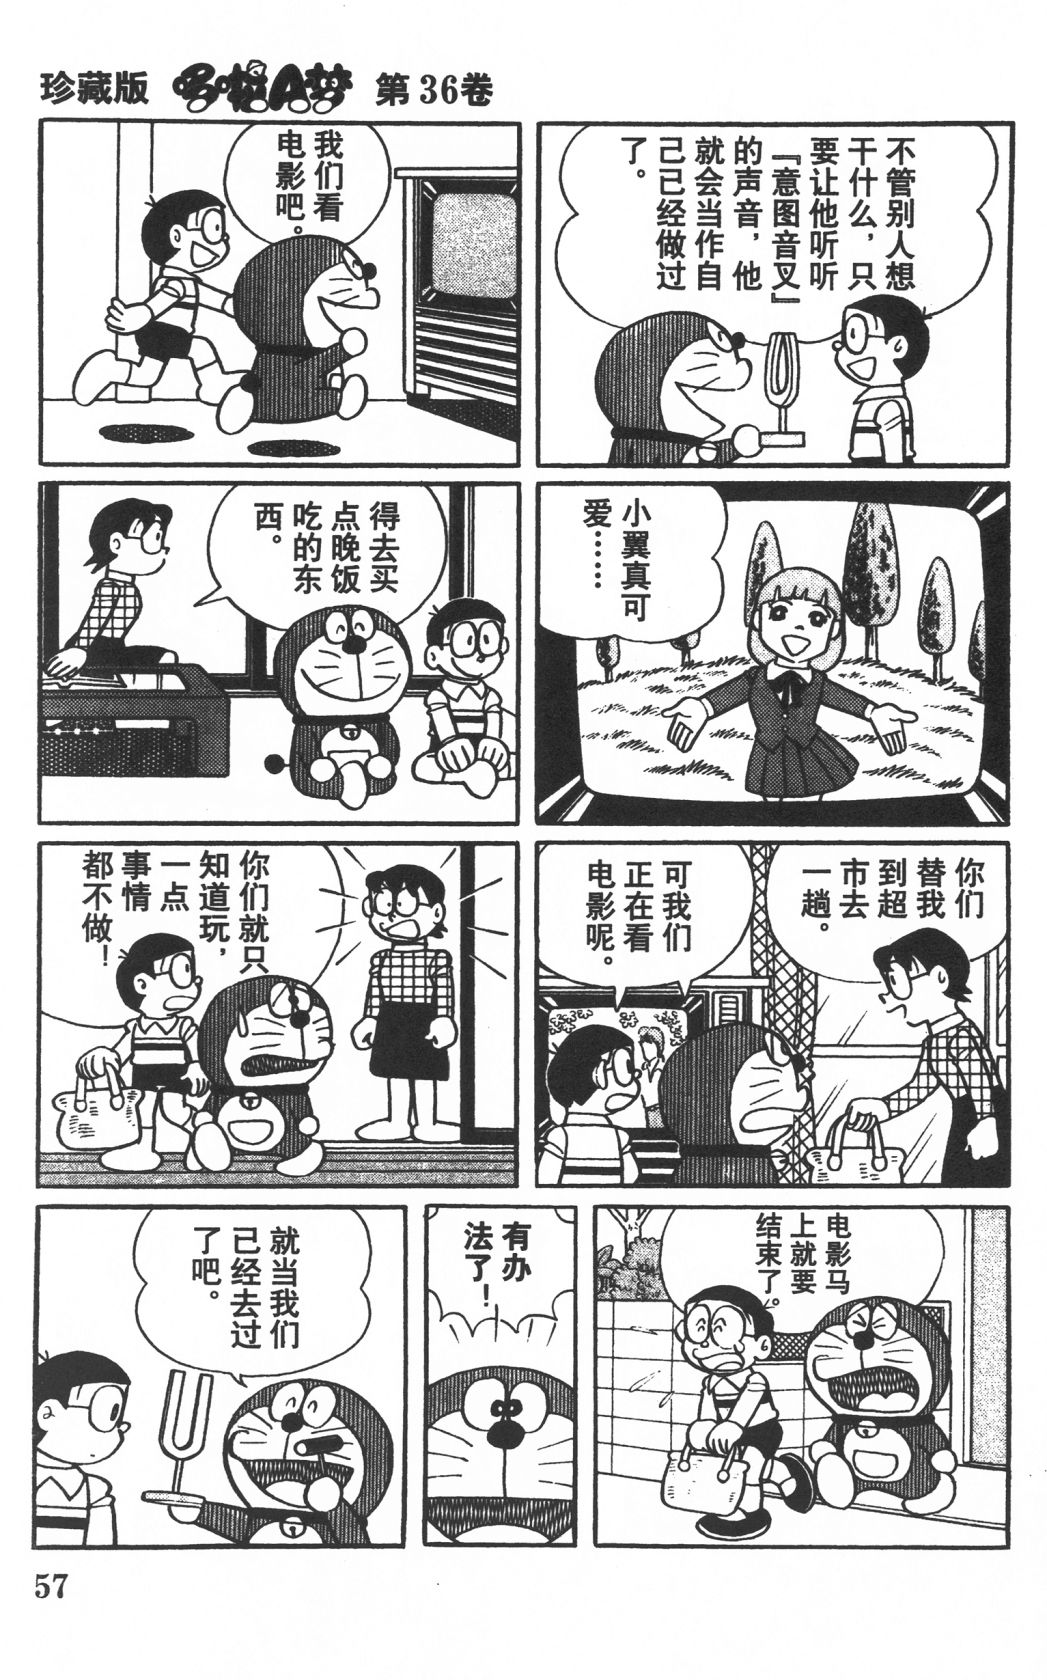 珍藏版 哆啦A梦 第36卷
不管别人想
干什么，只
要让他听听
『意图音叉』
的声音，他
就会当作自
己已经做过
了。
我们看
电影吧。
小翼真可
爱……
得去买
点晚饭
吃的东
西。
你们
替我
到超
市去
一趟。
可我们
正在看
电影呢。
你们就只
知道玩，
一点
事情
都不做！
电影马
上就要
结束了。
有办
法了！
就当我们
已经去过
了吧。
57